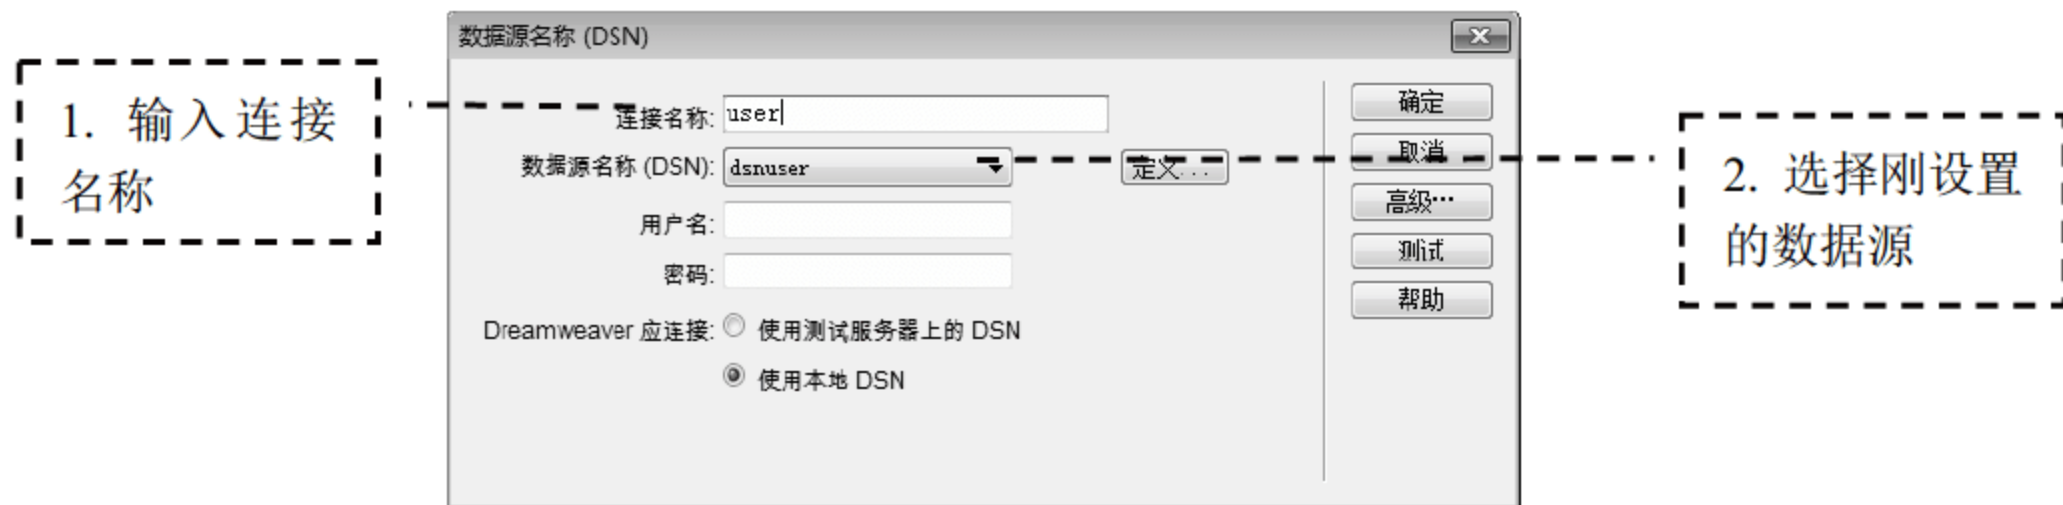 数据源名称 (DSN)
1. 输入连接
名称
连接名称: user
确定
数据源名称 (DSN): dsnuser
定义...
取消
2. 选择刚设置
的数据源
用户名:
高级…
密码:
测试
帮助
Dreamweaver 应连接: 使用测试服务器上的 DSN
使用本地 DSN